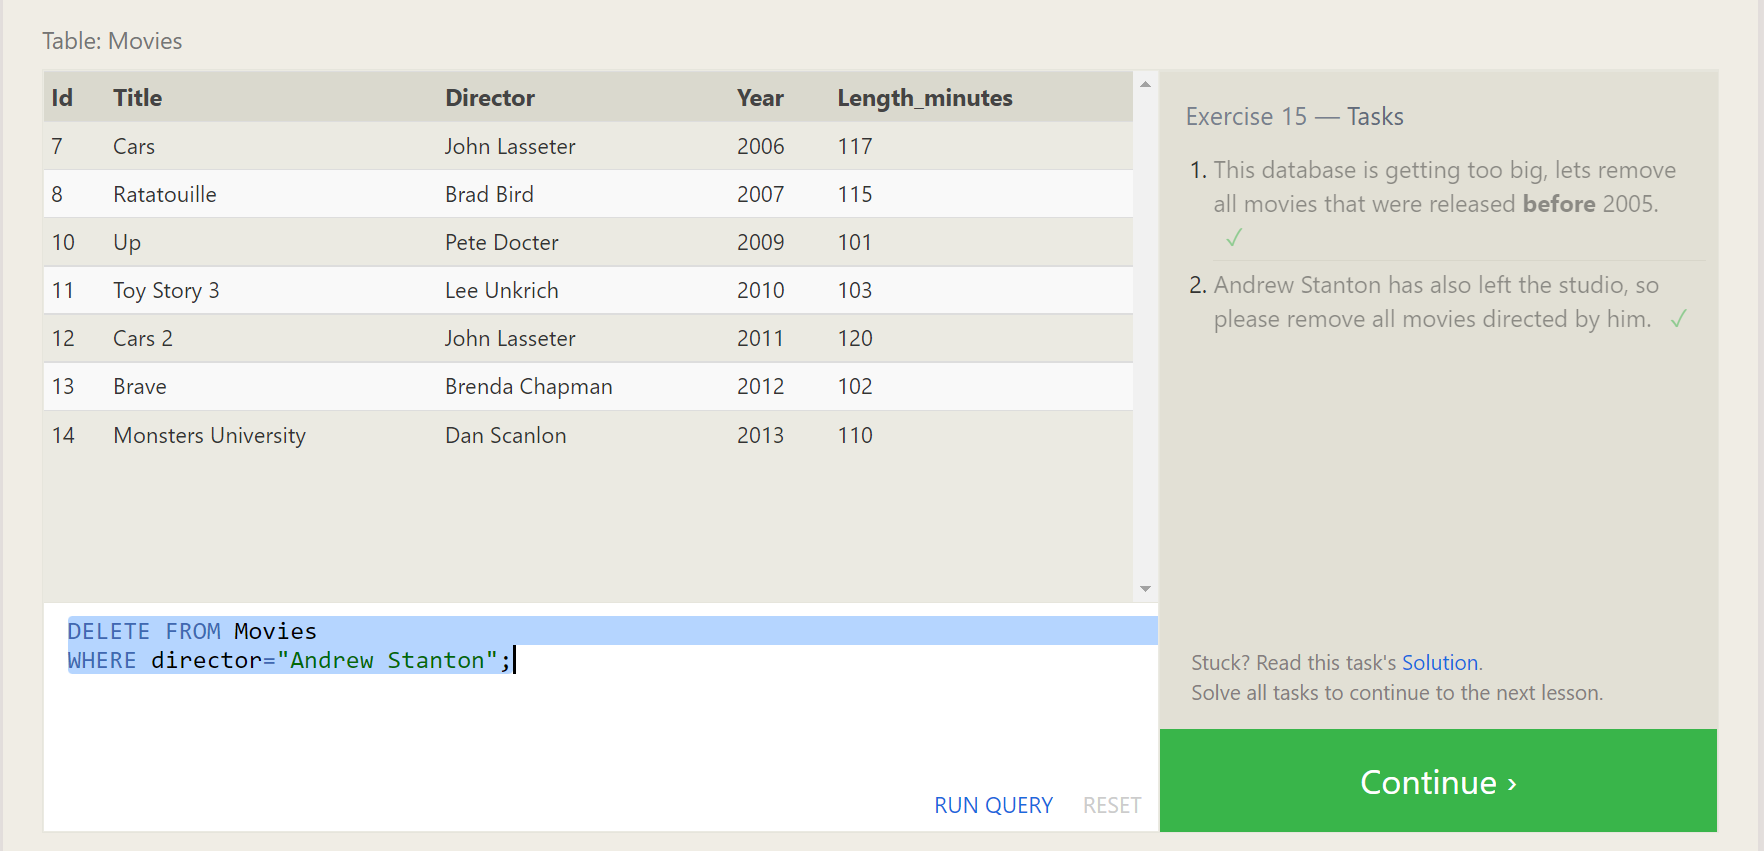 Table: Movies
Id Title Director Year Length_minutes
7 Cars John Lasseter 2006 117
8 Ratatouille Brad Bird 2007 115
10 Up Pete Docter 2009 101
11 Toy Story 3 Lee Unkrich 2010 103
12 Cars 2 John Lasseter 2011 120
13 Brave Brenda Chapman 2012 102
14 Monsters University Dan Scanlon 2013 110
DELETE FROM Movies
WHERE director="Andrew Stanton";
RUN QUERY RESET
Exercise 15 — Tasks
1. This database is getting too big, lets remove
all movies that were released before 2005.
✓
2. Andrew Stanton has also left the studio, so
please remove all movies directed by him. ✓
Stuck? Read this task's Solution.
Solve all tasks to continue to the next lesson.
Continue ›